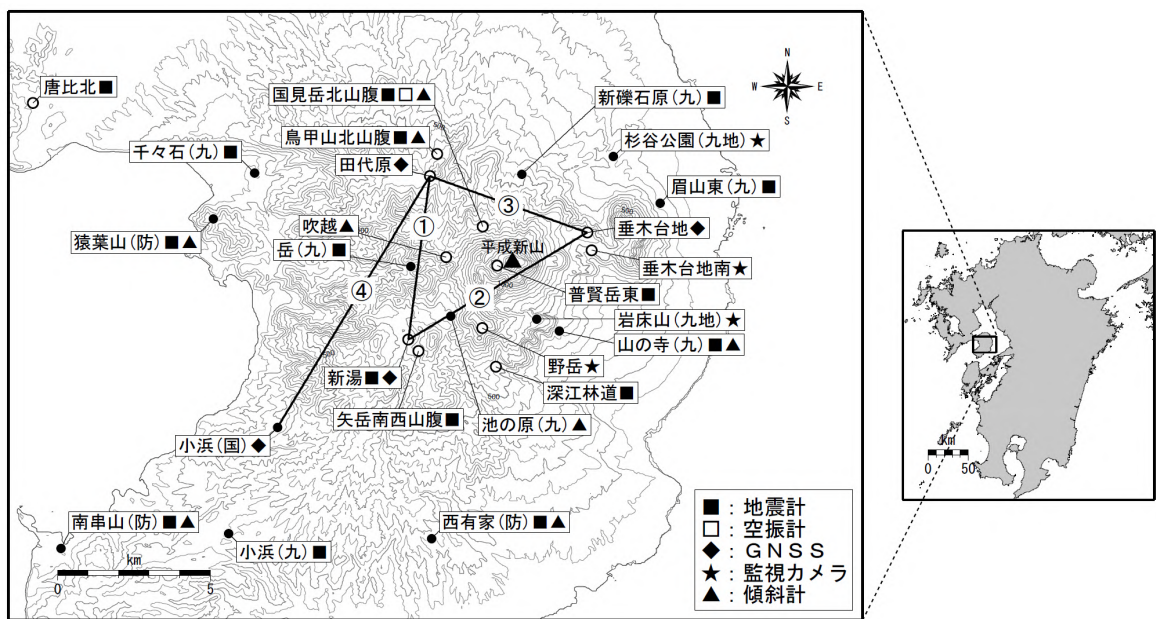 唐比北■
国見岳北山腹■□▲
新礫石原(九)■
N
W E
S
鳥甲山北山腹■▲
500
杉谷公園(九地)★
千々石(九)■
田代原◆
眉山東(九)■
③
500
吹越▲
①
垂木台地◆
猿葉山(防)■▲
平成新山
岳(九)■
垂木台地南★
④
②
普賢岳東■
岩床山(九地)★
山の寺(九)■▲
新湯■◆
野岳★
深江林道■
500
矢岳南西山腹■
池の原(九)▲
小浜(国)◆
南串山(防)■▲
西有家(防)■▲
小浜(九)■
km
0 5
■：地震計
□：空振計
◆：GNSS
★：監視カメラ
▲：傾斜計
km
0 50